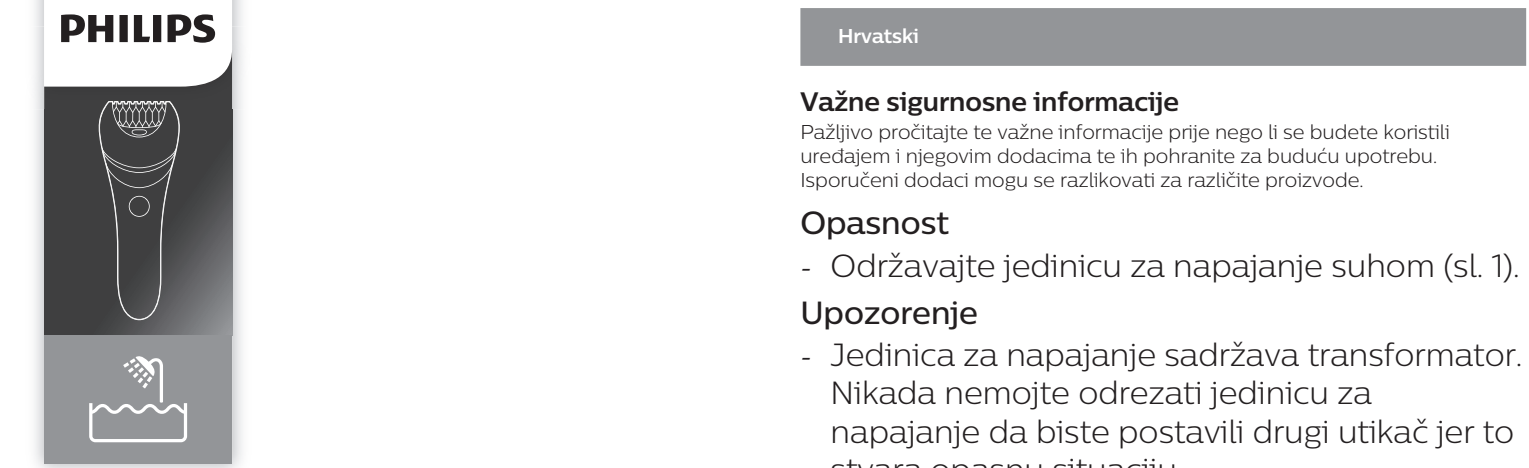 PHILIPS
Hrvatski
Važne sigurnosne informacije
Pažljivo pročitajte te važne informacije prije nego li se budete koristili
uređajem i njegovim dodacima te ih pohranite za buduću upotrebu.
Isporučeni dodaci mogu se razlikovati za različite proizvode.
Opasnost
- Održavajte jedinicu za napajanje suhom (sl. 1).
Upozorenje
- Jedinica za napajanje sadržava transformator.
Nikada nemojte odrezati jedinicu za
napajanje da biste postavili drugi utikač jer to
stvara opasnu situaciju.